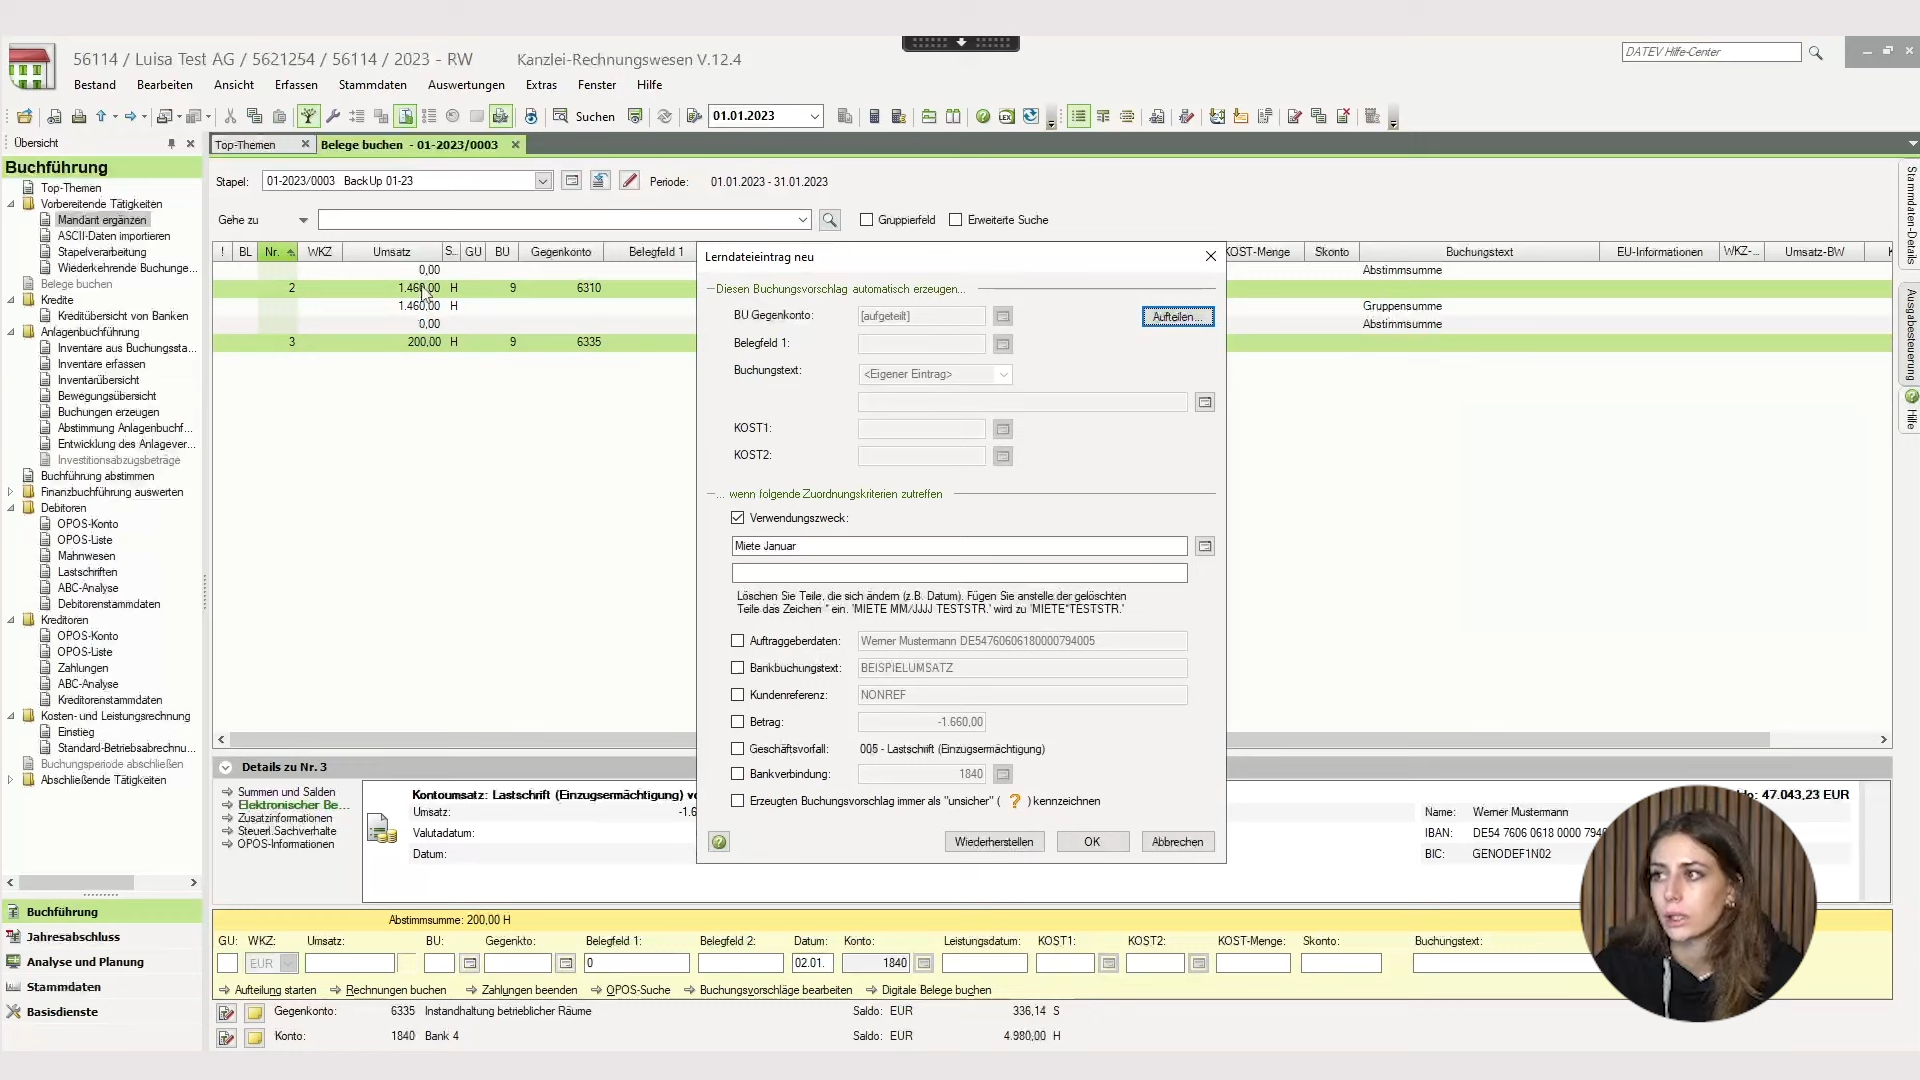 DATEV Hilfe-Center
56114 / Luisa Test AG / 5621254 / 56114 / 2023 - RW Kanzlei-Rechnungswesen V.12.4
Bestand Bearbeiten Ansicht Erfassen Stammdaten Auswertungen Extras Fenster Hilfe
Suchen 01.01.2023
Übersicht
Top-Themen
Belege buchen - 01-2023/0003
Buchführung
Top-Themen
Vorbereitende Tätigkeiten
Mandant ergänzen
ASCII-Daten importieren
Stapelverarbeitung
Wiederkehrende Buchunge...
Belege buchen
Kredite
Kreditübersicht von Banken
Anlagenbuchführung
Inventare aus Buchungssta...
Inventare erfassen
Inventarübersicht
Bewegungsübersicht
Buchungen erzeugen
Abstimmung Anlagenbuchf...
Entwicklung des Anlagever...
Investitionsabzugsbeträge
Buchführung abstimmen
Finanzbuchführung auswerten
Debitoren
OPOS-Konto
OPOS-Liste
Mahnwesen
Lastschriften
ABC-Analyse
Debitorenstammdaten
Kreditoren
OPOS-Konto
OPOS-Liste
Zahlungen
ABC-Analyse
Kreditorenstammdaten
Kosten- und Leistungsrechnung
Einstieg
Standard-Betriebsabrechnu...
Buchungsperiode abschließen
Abschließende Tätigkeiten
Buchführung
Jahresabschluss
Analyse und Planung
Stammdaten
Basisdienste
Stapel: 01-2023/0003 BackUp 01-23 Periode: 01.01.2023 - 31.01.2023
Gehe zu Gruppierfeld Erweiterte Suche
! BL Nr. WKZ Umsatz S... GU BU Gegenkonto Belegfeld 1 KOST-Menge Skonto Buchungstext EU-Informationen WKZ-... Umsatz-BW
0,00 Abstimmsumme
2 1.460,00 H 9 6310
1.460,00 H Gruppensumme
0,00 Abstimmsumme
3 200,00 H 9 6335
Lerndateieintrag neu
Diesen Buchungsvorschlag automatisch erzeugen...
BU Gegenkonto: [aufgeteilt] Aufteilen...
Belegfeld 1:
Buchungstext: <Eigener Eintrag>
KOST1:
KOST2:
... wenn folgende Zuordnungskriterien zutreffen
Verwendungszweck:
Miete Januar
Löschen Sie Teile, die sich ändern (z.B. Datum). Fügen Sie anstelle der gelöschten
Teile das Zeichen * ein. 'MIETE MM/JJJJ TESTSTR.' wird zu 'MIETE*TESTSTR.'
Auftraggeberdaten: Werner Mustermann DE54760606180000794005
Bankbuchungstext: BEISPIELUMSATZ
Kundenreferenz: NONREF
Betrag: -1.660,00
Geschäftsvorfall: 005 - Lastschrift (Einzugsermächtigung)
Bankverbindung: 1840
Erzeugten Buchungsvorschlag immer als "unsicher" ( ? ) kennzeichnen
Wiederherstellen OK Abbrechen
Stammdaten-Details
Ausgabesteuerung
Hilfe
Details zu Nr. 3
Summen und Salden
Elektronischer Be...
Zusatzinformationen
Steuerl.Sachverhalte
OPOS-Informationen
Kontoumsatz: Lastschrift (Einzugsermächtigung) v
Umsatz: -1.6
Valutadatum:
Datum:
47.043,23 EUR
Name: Werner Mustermann
IBAN: DE54 7606 0618 0000 7940
BIC: GENODEF1N02
Abstimmsumme: 200,00 H
GU: WKZ: Umsatz: BU: Gegenkto: Belegfeld 1: Belegfeld 2: Datum: Konto: Leistungsdatum: KOST1: KOST2: KOST-Menge: Skonto: Buchungstext:
EUR 0 02.01. 1840
Aufteilung starten Rechnungen buchen Zahlungen beenden OPOS-Suche Buchungsvorschläge bearbeiten Digitale Belege buchen
Gegenkonto: 6335 Instandhaltung betrieblicher Räume Saldo: EUR 336,14 S
Konto: 1840 Bank 4 Saldo: EUR 4.980,00 H